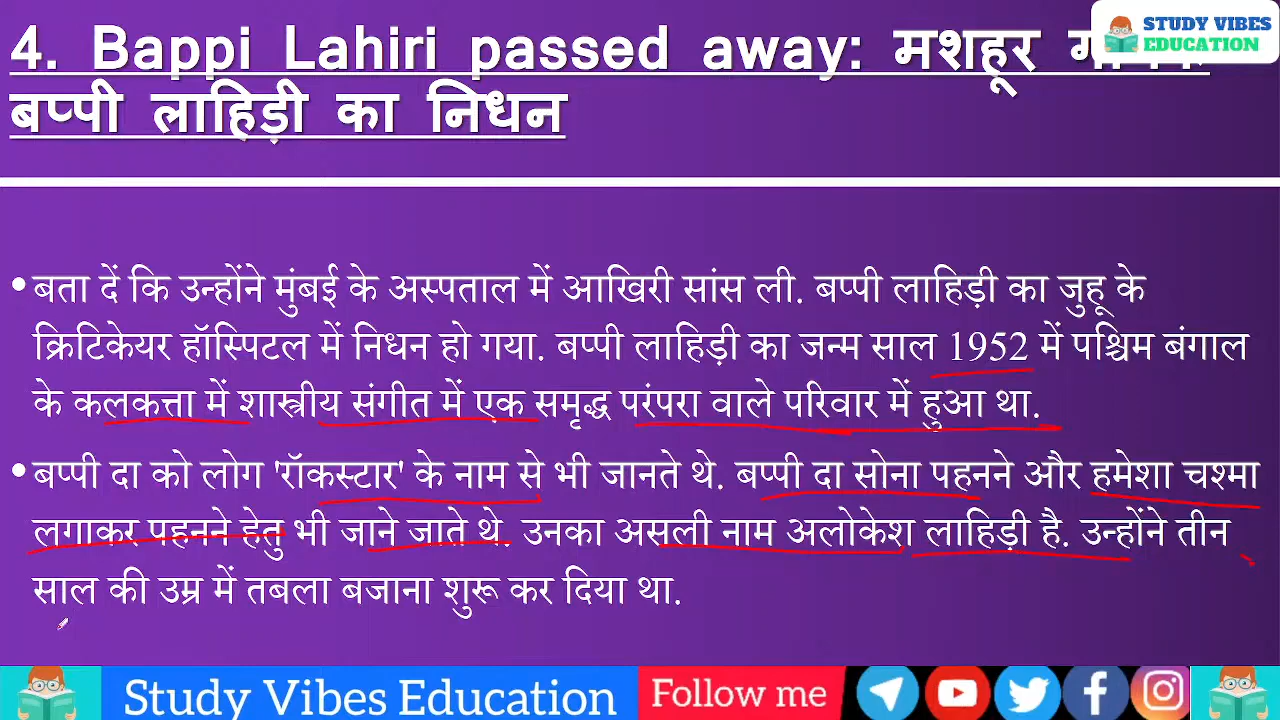 4. Bappi Lahiri passed away: मशहूर
बप्पी लाहिड़ी का निधन
STUDY VIBES
EDUCATION
• बता दें कि उन्होंने मुंबई के अस्पताल में आखिरी सांस ली. बप्पी लाहिड़ी का जुहू के
क्रिटिकेयर हॉस्पिटल में निधन हो गया. बप्पी लाहिड़ी का जन्म साल 1952 में पश्चिम बंगाल
के कलकत्ता में शास्त्रीय संगीत में एक समृद्ध परंपरा वाले परिवार में हुआ था.
• बप्पी दा को लोग 'रॉकस्टार' के नाम से भी जानते थे. बप्पी दा सोना पहनने और हमेशा चश्मा
लगाकर पहनने हेतु भी जाने जाते थे. उनका असली नाम अलोकेश लाहिड़ी है. उन्होंने तीन
साल की उम्र में तबला बजाना शुरू कर दिया था.
Study Vibes Education
Follow me